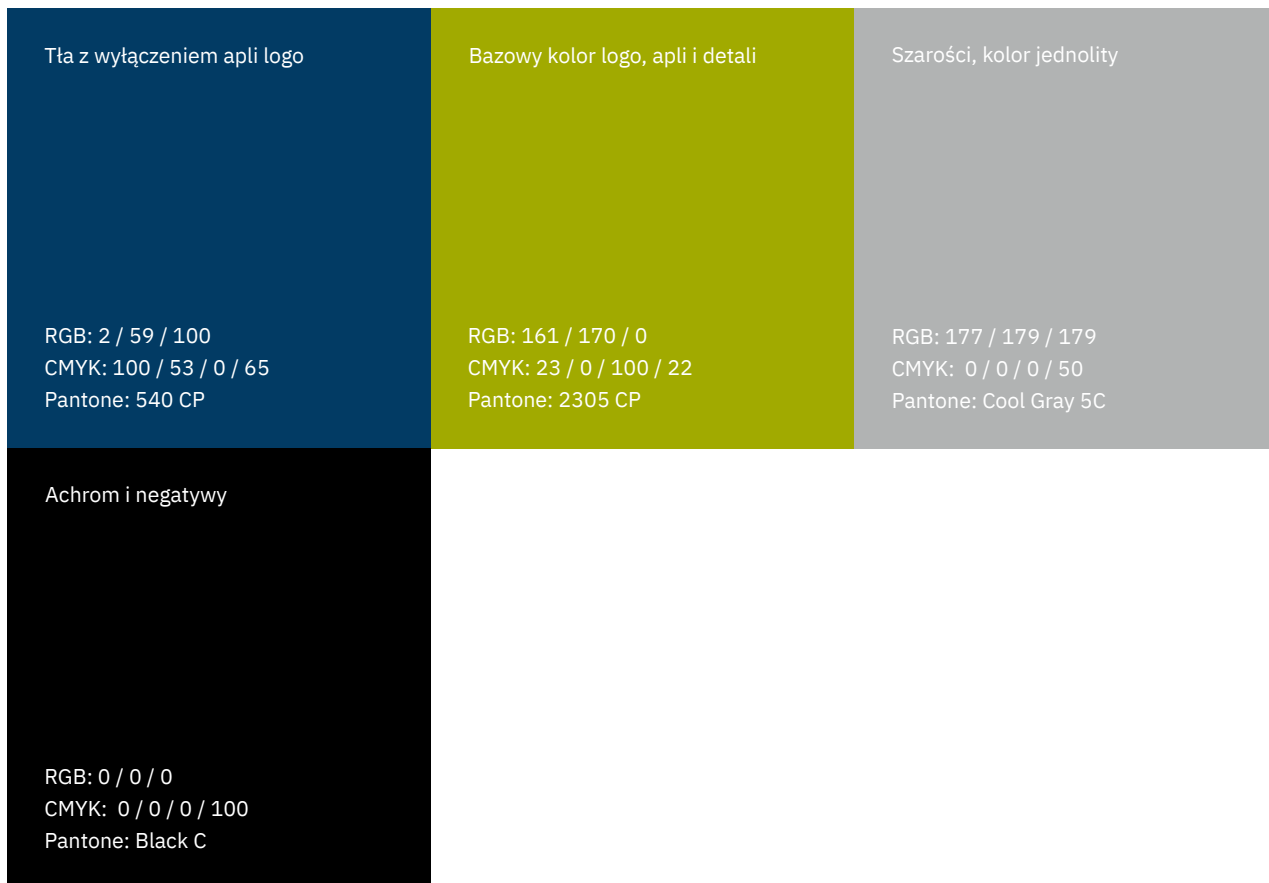 Tła z wyłączeniem apli logo
RGB: 2 / 59 / 100
CMYK: 100 / 53 / 0 / 65
Pantone: 540 CP
Bazowy kolor logo, apli i detali
RGB: 161 / 170 / 0
CMYK: 23 / 0 / 100 / 22
Pantone: 2305 CP
Szarości, kolor jednolity
RGB: 177 / 179 / 179
CMYK:  0 / 0 / 0 / 50
Pantone: Cool Gray 5C
Achrom i negatywy
RGB: 0 / 0 / 0
CMYK:  0 / 0 / 0 / 100
Pantone: Black C